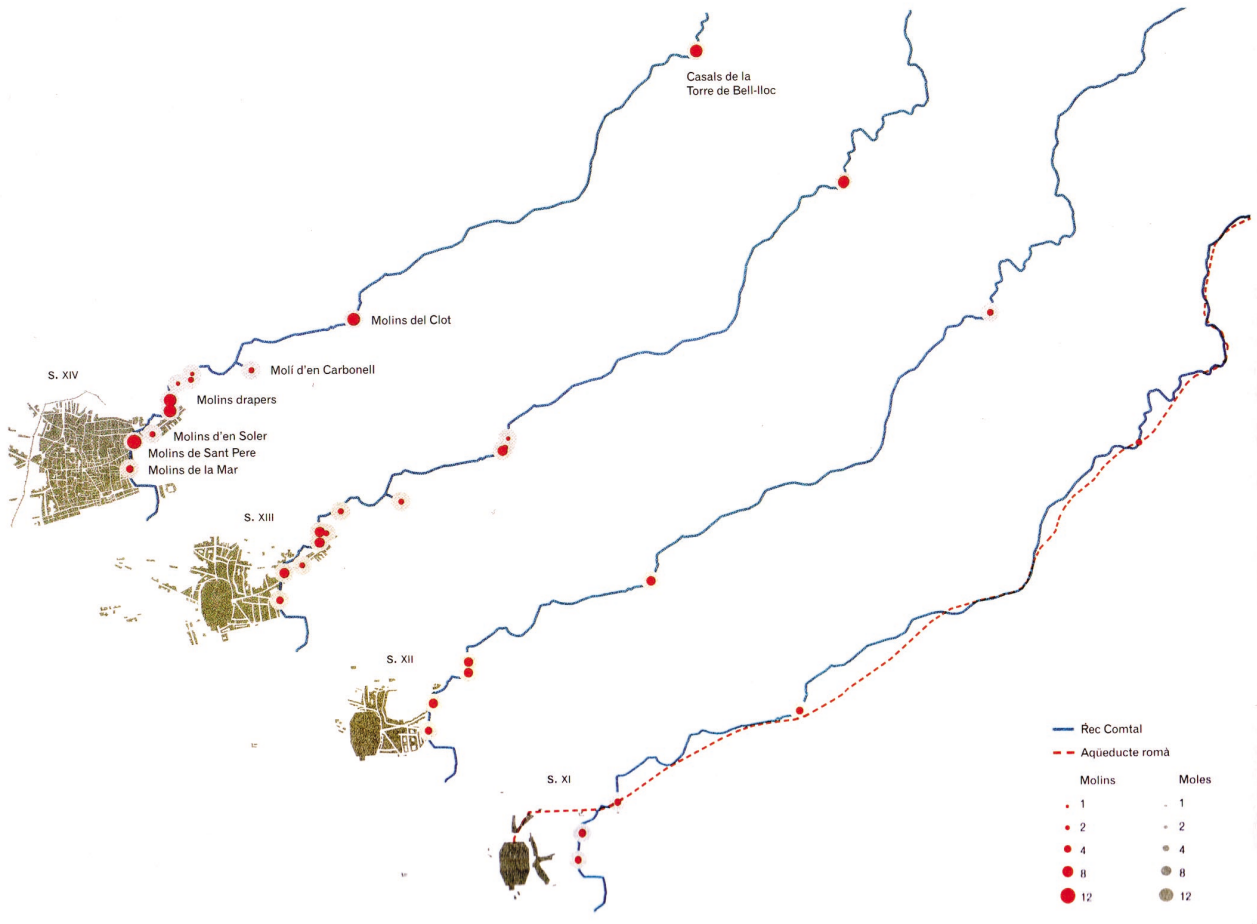 Casals de la
Torre de Bell-lloc
Molins del Clot
S. XIV
Molí d'en Carbonell
Molins drapers
Molins d'en Soler
Molins de Sant Pere
Molins de la Mar
S. XIII
S. XII
S. XI
Rec Comtal
Aqüeducte romà
Molins Moles
1 1
2 2
4 4
8 8
12 12